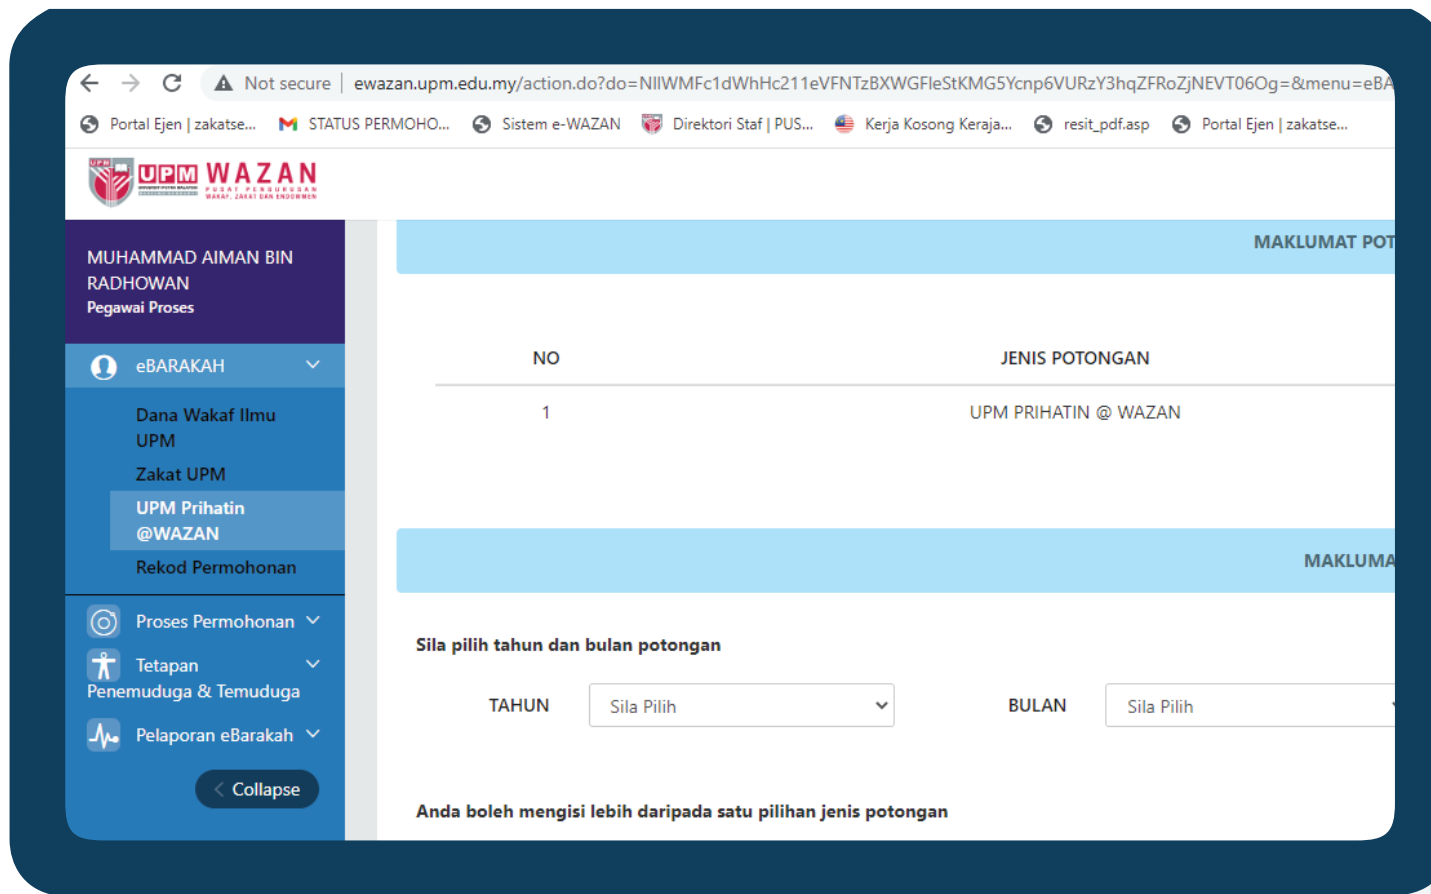 Not secure | ewazan.upm.edu.my/action.do?do=NIIWMFc1dWhHc211eVFNTzBXWGFIeStKMG5Ycnp6VURzY3hqZFRoZjNEVT06Og=&menu=eBA
Portal Ejen | zakatse... STATUS PERMOHO... Sistem e-WAZAN Direktori Staf | PUS... Kerja Kosong Keraja... resit_pdf.asp Portal Ejen | zakatse...
UPM UPM WAZAN
PUSAT PENGURUSAN
WAKAF, ZAKAT DAN ENDOWMEN
MUHAMMAD AIMAN BIN
RADHOWAN
Pegawai Proses
eBARAKAH
Dana Wakaf Ilmu
UPM
Zakat UPM
UPM Prihatin
@WAZAN
Rekod Permohonan
Proses Permohonan
Tetapan
Penemuduga & Temuduga
Pelaporan eBarakah
Collapse
MAKLUMAT POT
NO JENIS POTONGAN
1 UPM PRIHATIN @ WAZAN
MAKLUMA
Sila pilih tahun dan bulan potongan
TAHUN Sila Pilih BULAN Sila Pilih
Anda boleh mengisi lebih daripada satu pilihan jenis potongan